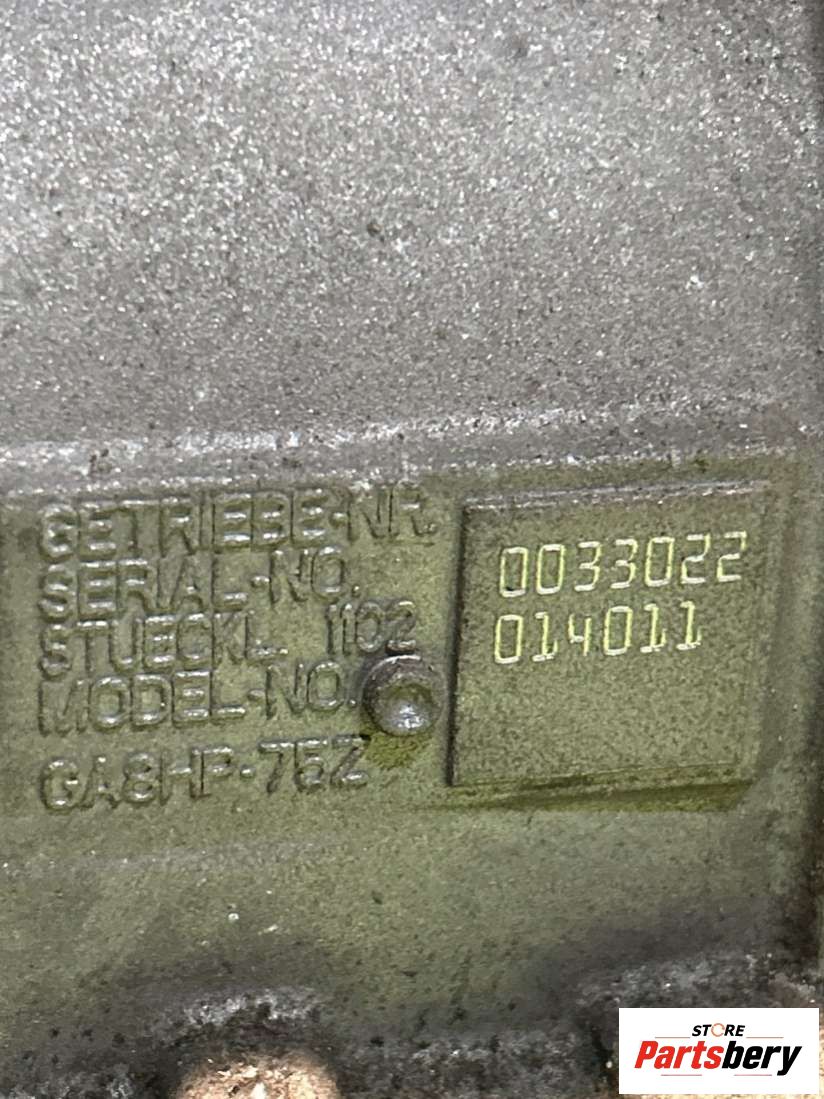 GETRIEBE-NR.
SERIAL-NO.
STUECKL. 1102
MODEL-NO.
GA8HP-75Z
0033022
014011
STORE
Partsbery